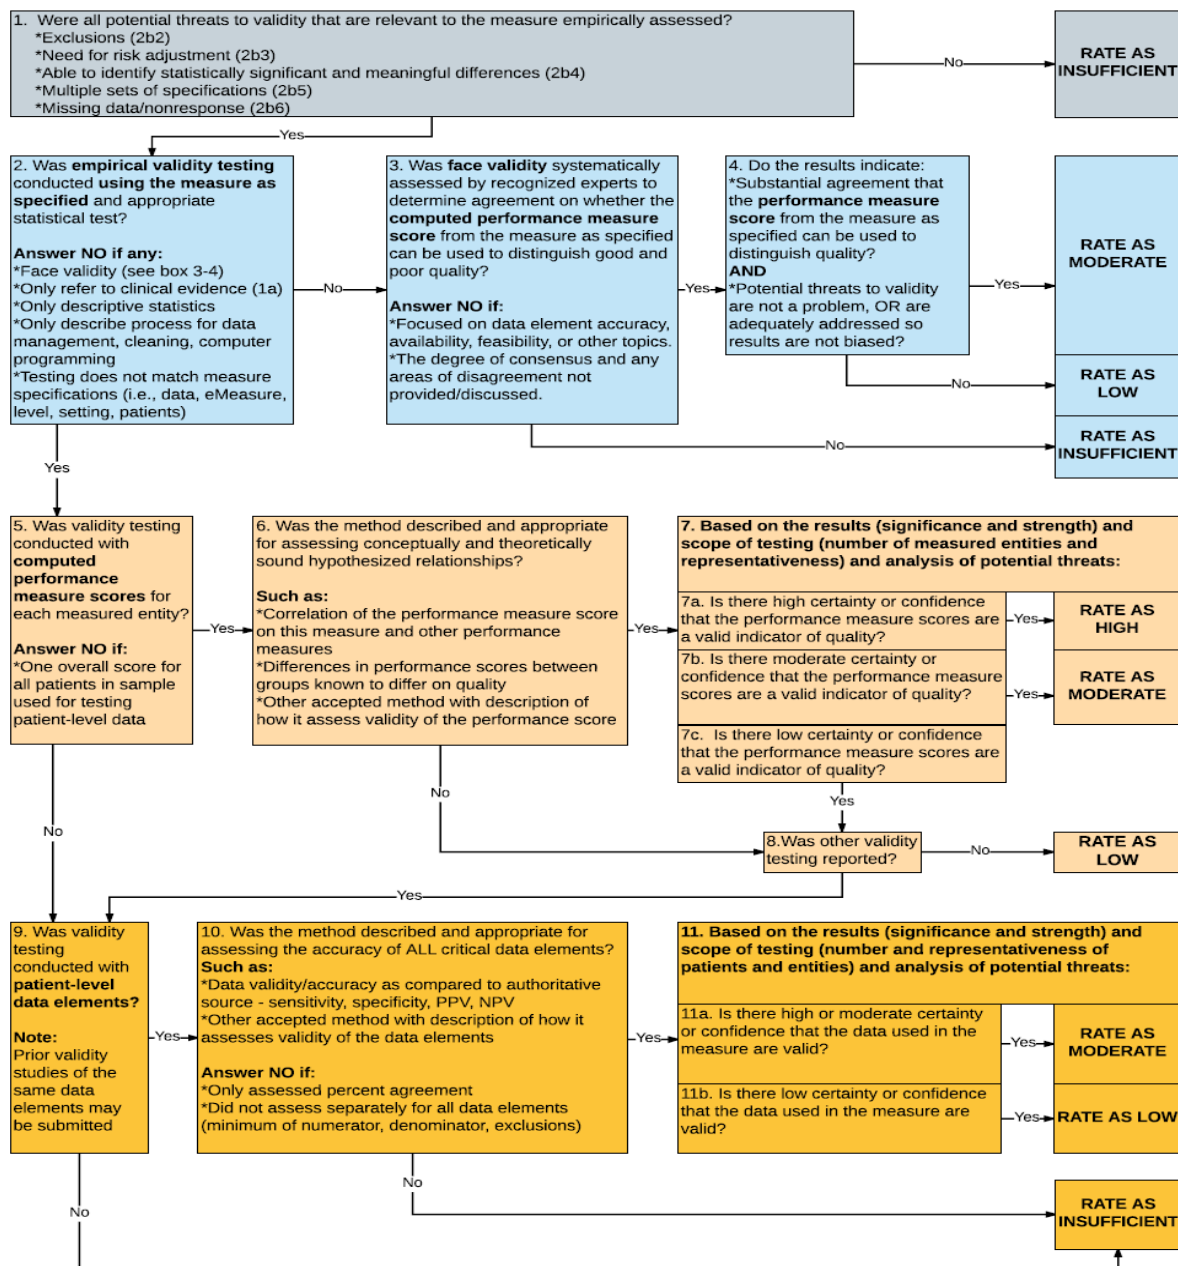 1.  Were all potential threats to validity that are relevant to the measure empirically assessed?
*Exclusions (2b2)
*Need for risk adjustment (2b3)
*Able to identify statistically significant and meaningful differences (2b4)
*Multiple sets of specifications (2b5)
*Missing data/nonresponse (2b6)
No
RATE AS
INSUFFICIENT
Yes
2. Was empirical validity testing
conducted using the measure as
specified and appropriate
statistical test?
Answer NO if any:
*Face validity (see box 3-4)
*Only refer to clinical evidence (1a)
*Only descriptive statistics
*Only describe process for data
management, cleaning, computer
programming
*Testing does not match measure
specifications (i.e., data, eMeasure,
level, setting, patients)
No
3. Was face validity systematically
assessed by recognized experts to
determine agreement on whether the
computed performance measure
score from the measure as specified
can be used to distinguish good and
poor quality?
Answer NO if:
*Focused on data element accuracy,
availability, feasibility, or other topics.
*The degree of consensus and any
areas of disagreement not
provided/discussed.
Yes
4. Do the results indicate:
*Substantial agreement that
the performance measure
score from the measure as
specified can be used to
distinguish quality?
AND
*Potential threats to validity
are not a problem, OR are
adequately addressed so
results are not biased?
Yes
RATE AS
MODERATE
No
RATE AS
LOW
No
RATE AS
INSUFFICIENT
Yes
5. Was validity testing
conducted with
computed
performance
measure scores for
each measured entity?
Answer NO if:
*One overall score for
all patients in sample
used for testing
patient-level data
Yes
6. Was the method described and appropriate
for assessing conceptually and theoretically
sound hypothesized relationships?
Such as:
*Correlation of the performance measure score
on this measure and other performance
measures
*Differences in performance scores between
groups known to differ on quality
*Other accepted method with description of
how it assess validity of the performance score
Yes
7. Based on the results (significance and strength) and
scope of testing (number of measured entities and
representativeness) and analysis of potential threats:
7a. Is there high certainty or confidence
that the performance measure scores are
a valid indicator of quality?
Yes
RATE AS
HIGH
7b. Is there moderate certainty or
confidence that the performance measure
scores are a valid indicator of quality?
Yes
RATE AS
MODERATE
7c.  Is there low certainty or confidence
that the performance measure scores are
a valid indicator of quality?
No
Yes
No
8.Was other validity
testing reported?
No
RATE AS
LOW
Yes
9. Was validity
testing
conducted with
patient-level
data elements?
Note:
Prior validity
studies of the
same data
elements may
be submitted
Yes
10. Was the method described and appropriate for
assessing the accuracy of ALL critical data elements?
Such as:
*Data validity/accuracy as compared to authoritative
source - sensitivity, specificity, PPV, NPV
*Other accepted method with description of how it
assesses validity of the data elements
Answer NO if:
*Only assessed percent agreement
*Did not assess separately for all data elements
(minimum of numerator, denominator, exclusions)
Yes
11. Based on the results (significance and strength) and
scope of testing (number and representativeness of
patients and entities) and analysis of potential threats:
11a. Is there high or moderate certainty
or confidence that the data used in the
measure are valid?
Yes
RATE AS
MODERATE
11b. Is there low certainty or confidence
that the data used in the measure are
valid?
Yes
RATE AS LOW
No
No
RATE AS
INSUFFICIENT